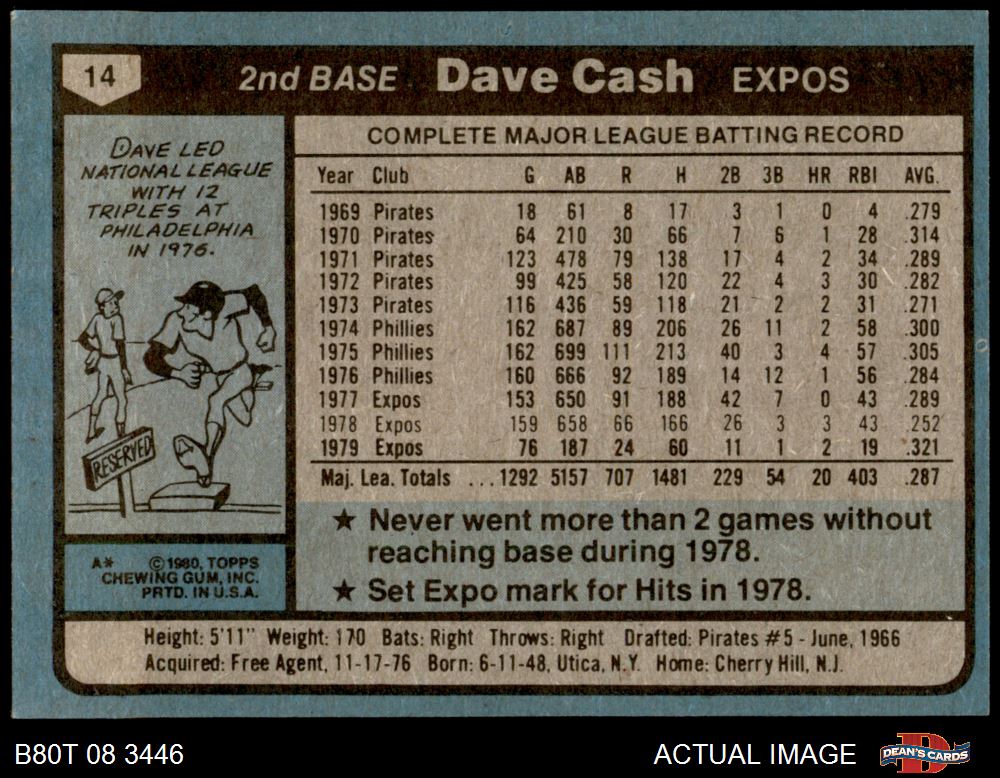 14 2nd BASE Dave Cash EXPOS
DAVE LED
NATIONAL LEAGUE
WITH 12
TRIPLES AT
PHILADELPHIA
IN 1976.
RESERVED
A* ©1980, TOPPS
CHEWING GUM, INC.
PRTD. IN U.S.A.
COMPLETE MAJOR LEAGUE BATTING RECORD
Year Club G AB R H 2B 3B HR RBI AVG.
1969 Pirates 18 61 8 17 3 1 0 4 .279
1970 Pirates 64 210 30 66 7 6 1 28 .314
1971 Pirates 123 478 79 138 17 4 2 34 .289
1972 Pirates 99 425 58 120 22 4 3 30 .282
1973 Pirates 116 436 59 118 21 2 2 31 .271
1974 Phillies 162 687 89 206 26 11 2 58 .300
1975 Phillies 162 699 111 213 40 3 4 57 .305
1976 Phillies 160 666 92 189 14 12 1 56 .284
1977 Expos 153 650 91 188 42 7 0 43 .289
1978 Expos 159 658 66 166 26 3 3 43 .252
1979 Expos 76 187 24 60 11 1 2 19 .321
Maj. Lea. Totals ...1292 5157 707 1481 229 54 20 403 .287
★ Never went more than 2 games without
reaching base during 1978.
★ Set Expo mark for Hits in 1978.
Height: 5'11" Weight: 170 Bats: Right Throws: Right Drafted: Pirates #5 - June, 1966
Acquired: Free Agent, 11-17-76 Born: 6-11-48, Utica, N.Y. Home: Cherry Hill, N.J.
B80T 08 3446 ACTUAL IMAGE DEAN'S CARDS